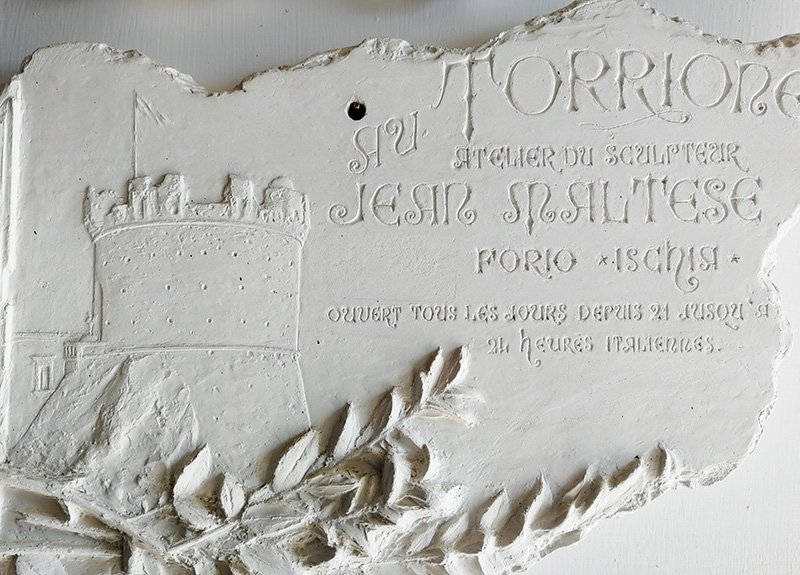 AU TORRIONE
ATELIER DU SCULPTEUR
JEAN MALTESE
FORIO * ISCHIA *
OUVERT TOUS LES JOURS DEPUIS 21 JUSQU'A
24 HEURES ITALIENNES.